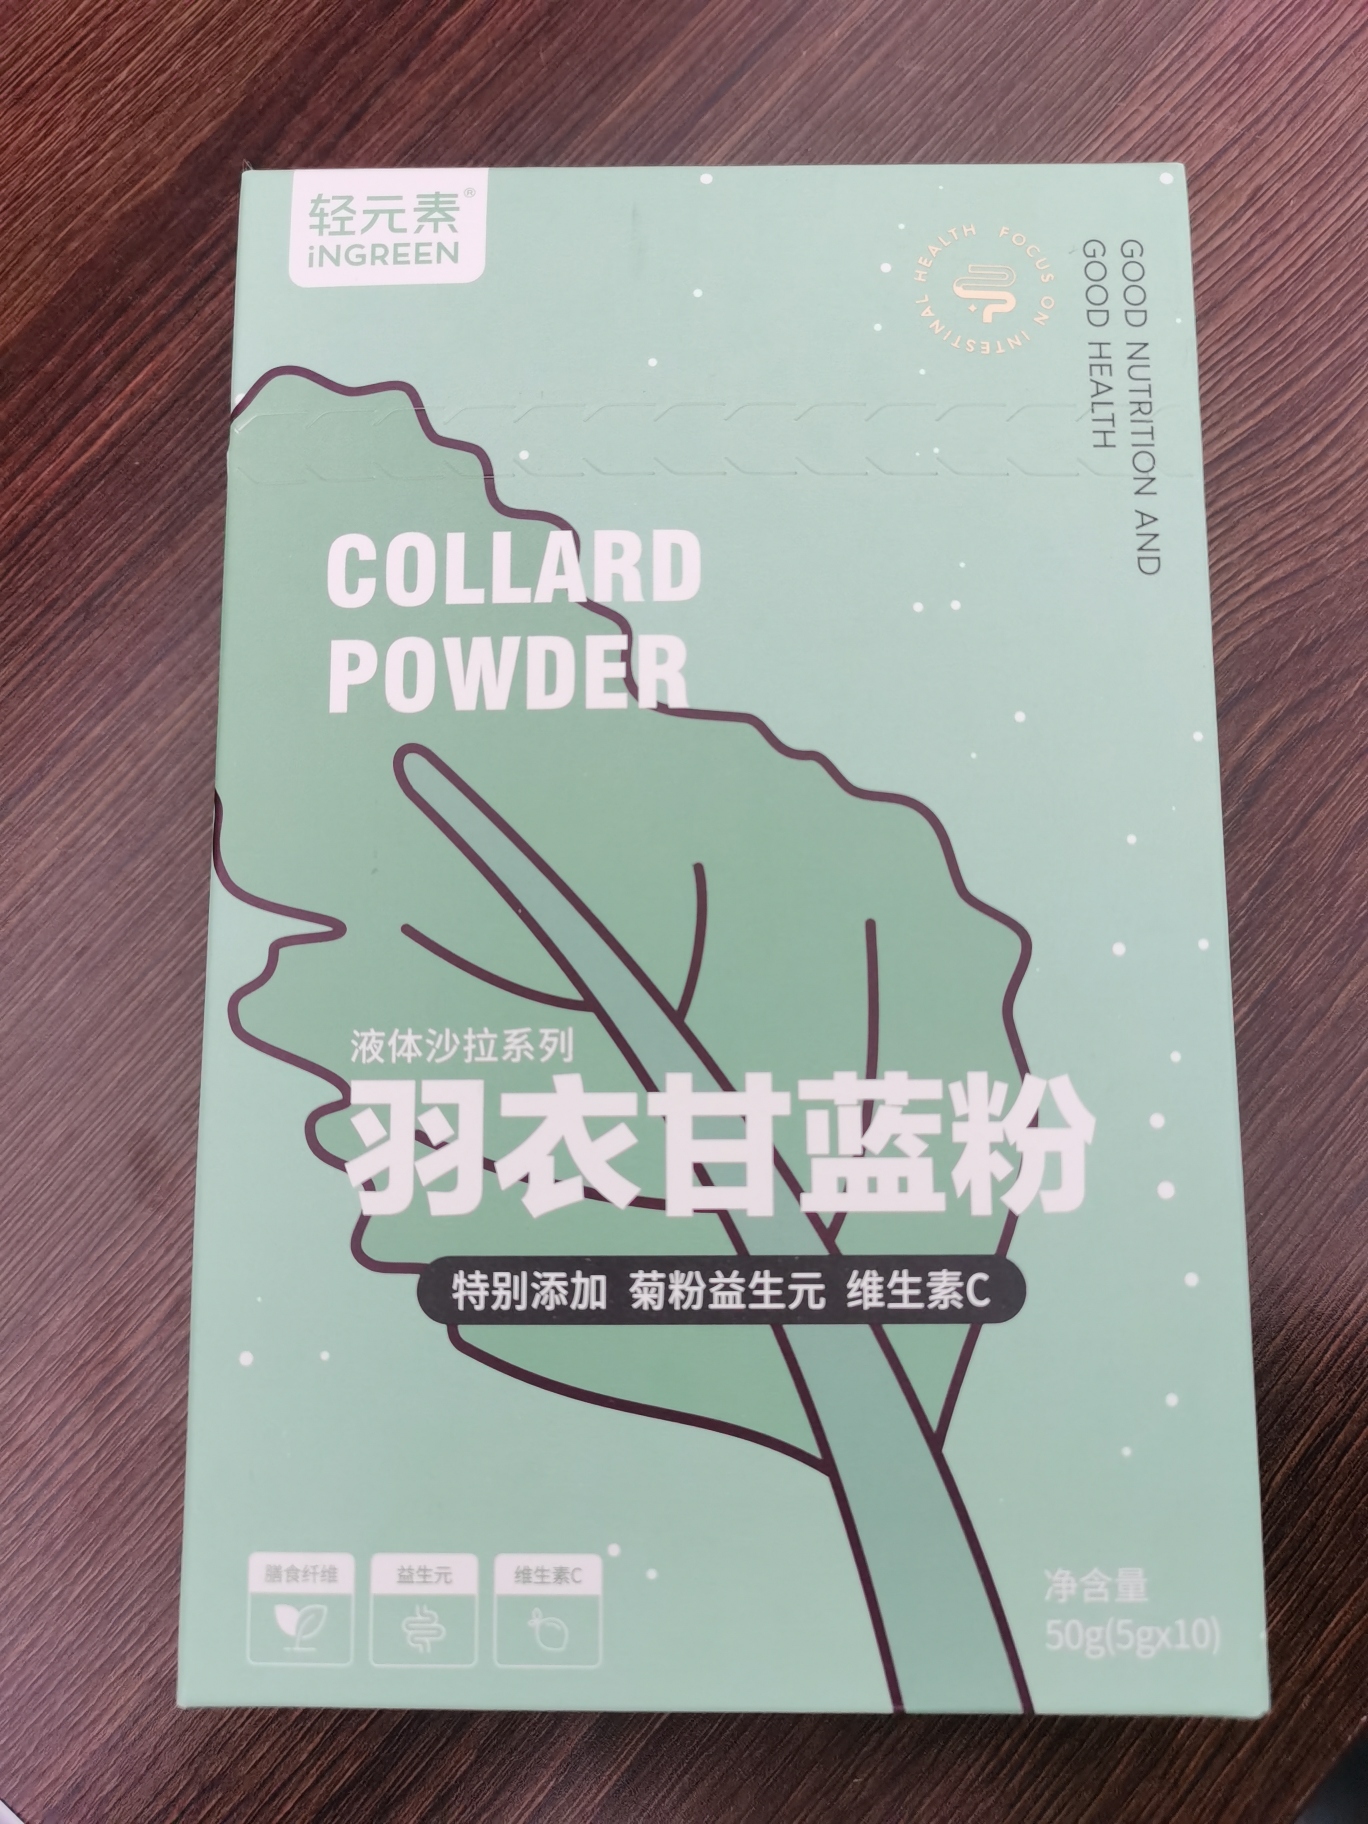 轻元素®
iNGREEN
FOCUS ON INTESTINAL HEALTH
GOOD NUTRITION AND
GOOD HEALTH
COLLARD
POWDER
液体沙拉系列
羽衣甘蓝粉
特别添加 菊粉益生元 维生素C
膳食纤维
益生元
维生素C
净含量
50g(5gx10)